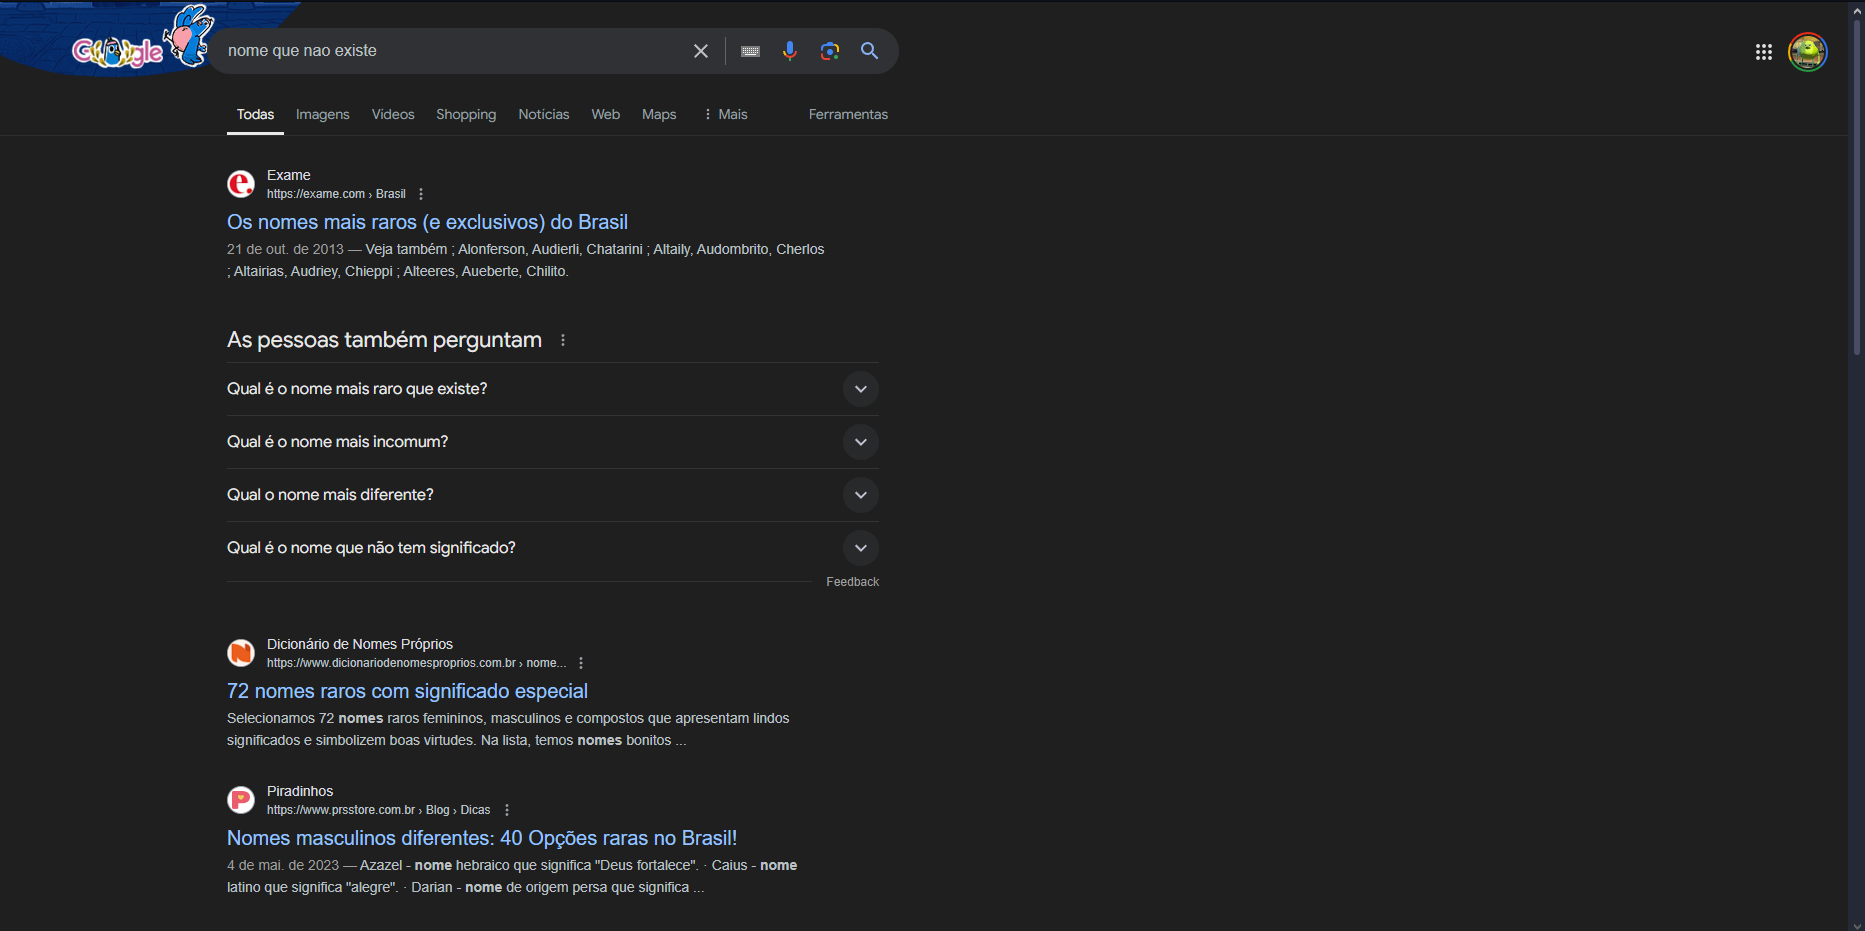 Google
nome que nao existe
Todas Imagens Vídeos Shopping Notícias Web Maps Mais Ferramentas
Exame
https://exame.com › Brasil
Os nomes mais raros (e exclusivos) do Brasil
21 de out. de 2013 — Veja também ; Alonferson, Audierli, Chatarini ; Altaily, Audombrito, Cherlos
; Altairias, Audriey, Chieppi ; Alteeres, Aueberte, Chilito.
As pessoas também perguntam
Qual é o nome mais raro que existe?
Qual é o nome mais incomum?
Qual o nome mais diferente?
Qual é o nome que não tem significado?
Feedback
Dicionário de Nomes Próprios
https://www.dicionariodenomesproprios.com.br › nome...
72 nomes raros com significado especial
Selecionamos 72 nomes raros femininos, masculinos e compostos que apresentam lindos
significados e simbolizem boas virtudes. Na lista, temos nomes bonitos ...
Piradinhos
https://www.prsstore.com.br › Blog › Dicas
Nomes masculinos diferentes: 40 Opções raras no Brasil!
4 de mai. de 2023 — Azazel - nome hebraico que significa "Deus fortalece". · Caius - nome
latino que significa "alegre". · Darian - nome de origem persa que significa ...